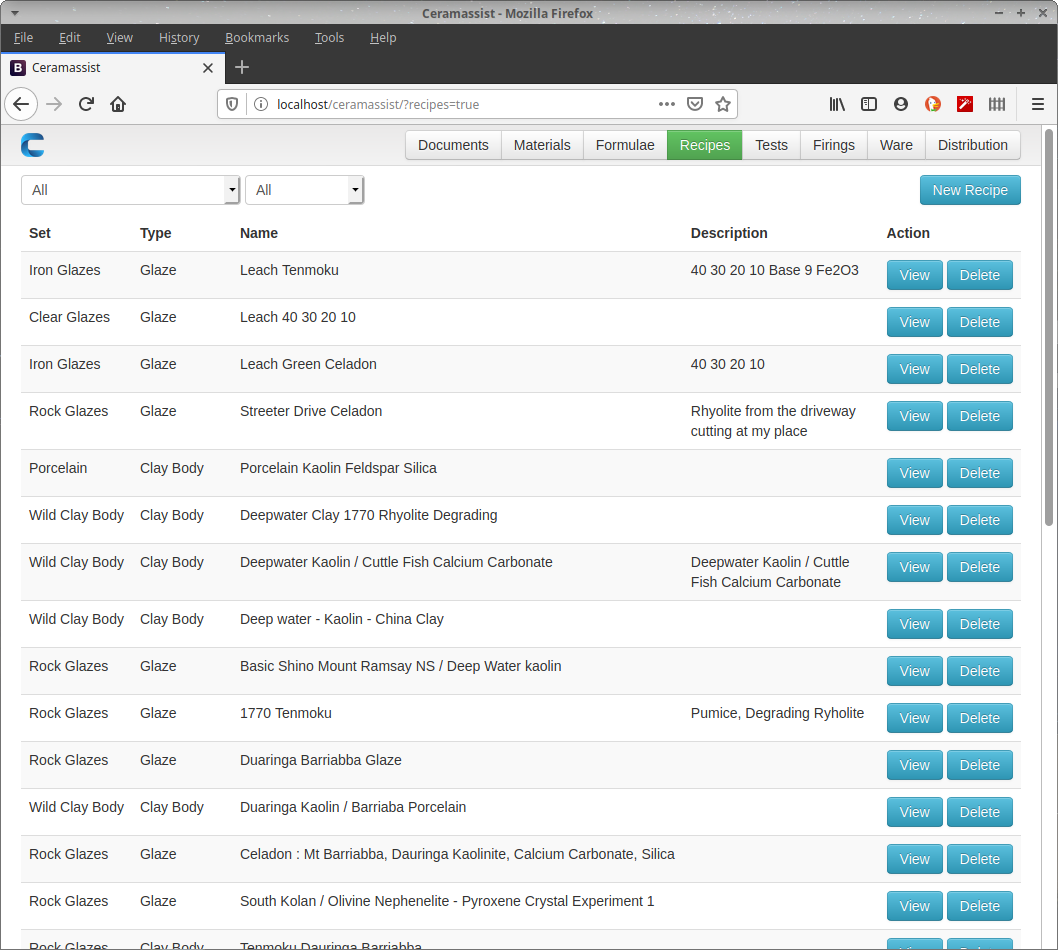 Ceramassist - Mozilla Firefox
File Edit View History Bookmarks Tools Help
B Ceramassist
localhost/ceramassist/?recipes=true
C Documents Materials Formulae Recipes Tests Firings Ware Distribution
All All New Recipe
Set Type Name Description Action
Iron Glazes Glaze Leach Tenmoku 40 30 20 10 Base 9 Fe2O3 View Delete
Clear Glazes Glaze Leach 40 30 20 10 View Delete
Iron Glazes Glaze Leach Green Celadon 40 30 20 10 View Delete
Rock Glazes Glaze Streeter Drive Celadon Rhyolite from the driveway View Delete
cutting at my place
Porcelain Clay Body Porcelain Kaolin Feldspar Silica View Delete
Wild Clay Body Clay Body Deepwater Clay 1770 Rhyolite Degrading View Delete
Wild Clay Body Clay Body Deepwater Kaolin / Cuttle Fish Calcium Carbonate Deepwater Kaolin / Cuttle View Delete
Fish Calcium Carbonate
Wild Clay Body Clay Body Deep water - Kaolin - China Clay View Delete
Rock Glazes Glaze Basic Shino Mount Ramsay NS / Deep Water kaolin View Delete
Rock Glazes Glaze 1770 Tenmoku Pumice, Degrading Ryholite View Delete
Rock Glazes Glaze Duaringa Barriabba Glaze View Delete
Wild Clay Body Clay Body Duaringa Kaolin / Barriaba Porcelain View Delete
Rock Glazes Glaze Celadon : Mt Barriabba, Dauringa Kaolinite, Calcium Carbonate, Silica View Delete
Rock Glazes Glaze South Kolan / Olivine Nephenelite - Pyroxene Crystal Experiment 1 View Delete
Rock Glazes Clay Body Tenmoku Dauringa Barriabba View Delete